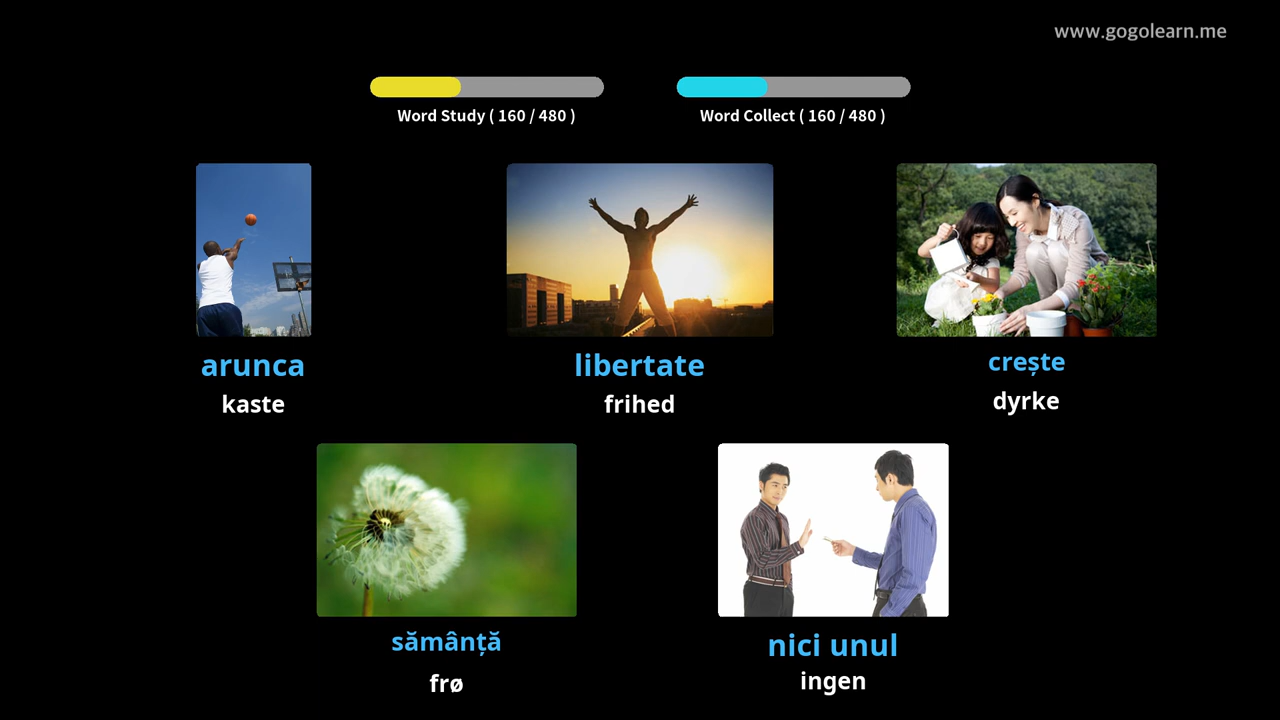 www.gogolearn.me
Word Study ( 160 / 480 )
Word Collect ( 160 / 480 )
arunca
kaste
libertate
frihed
crește
dyrke
sămânță
frø
nici unul
ingen